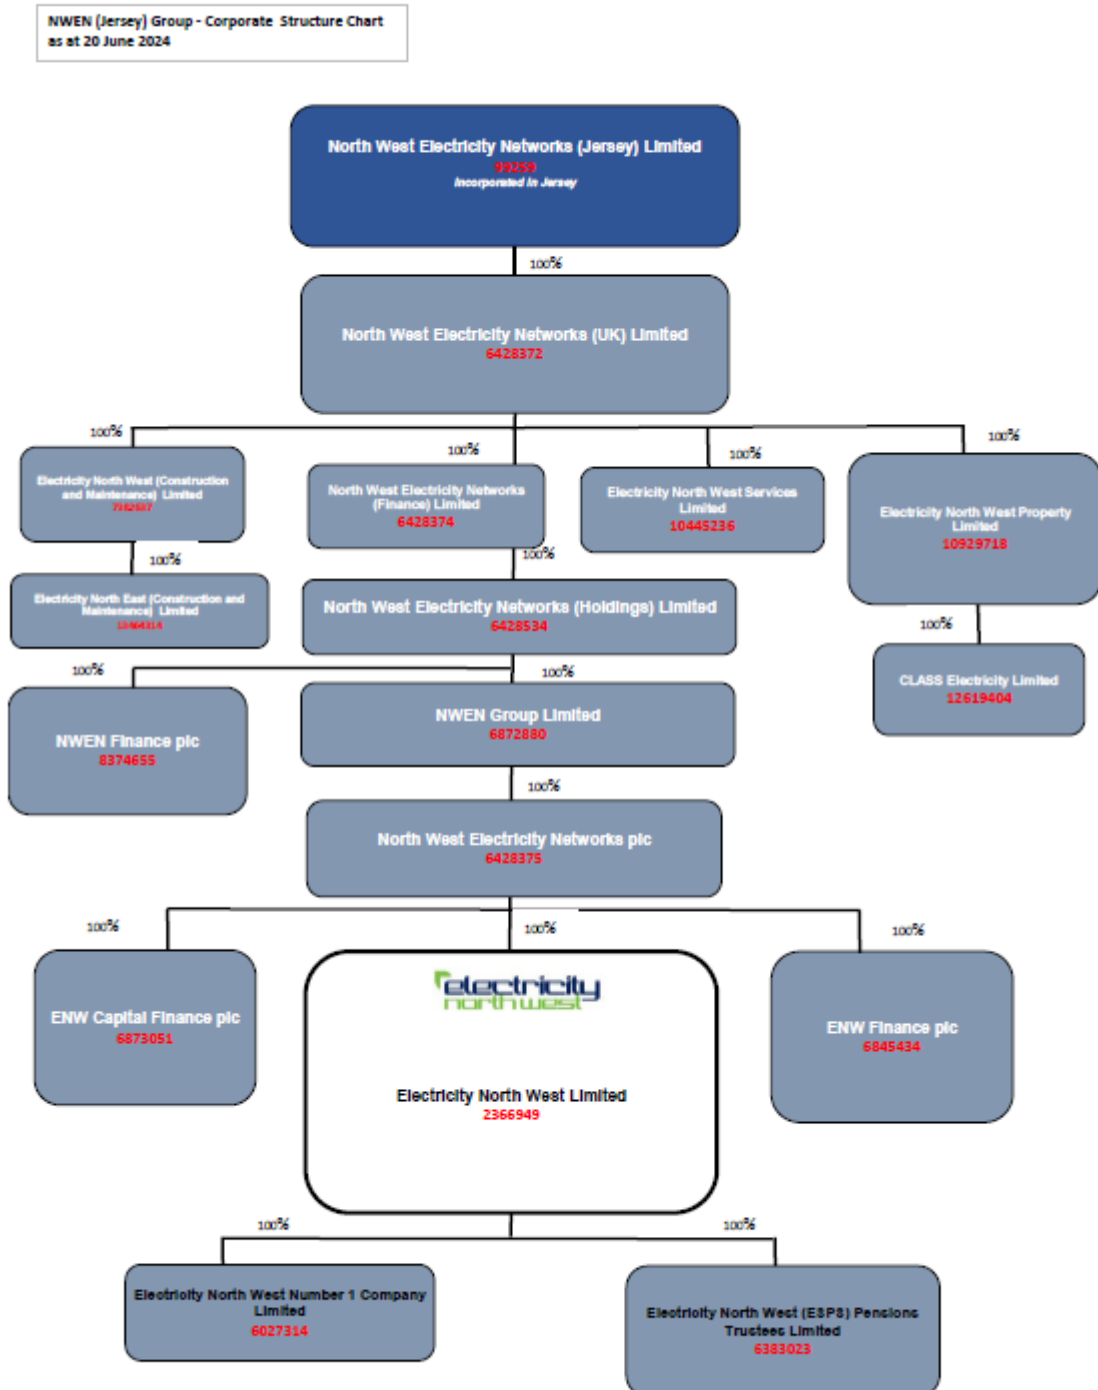 NWEN (Jersey) Group - Corporate Structure Chart
as at 20 June 2024
North West Electricity Networks (Jersey) Limited
99259
Incorporated in Jersey
100%
North West Electricity Networks (UK) Limited
6428372
100%
100%
100%
100%
Electricity North West (Construction
and Maintenance) Limited
North West Electricity Networks
(Finance) Limited
6428374
Electricity North West Services
Limited
10445236
Electricity North West Property
Limited
10929718
100%
100%
Electricity North East (Construction and
Maintenance) Limited
North West Electricity Networks (Holdings) Limited
6428534
100%
CLASS Electricity Limited
12619404
100%
100%
NWEN Finance plc
8374655
NWEN Group Limited
6872880
100%
North West Electricity Networks plc
6428375
100%
100%
100%
ENW Capital Finance plc
6873051
electricity
north west
Electricity North West Limited
2366949
ENW Finance plc
6845434
100%
100%
Electricity North West Number 1 Company
Limited
6027314
Electricity North West (ESPS) Pensions
Trustees Limited
6383023